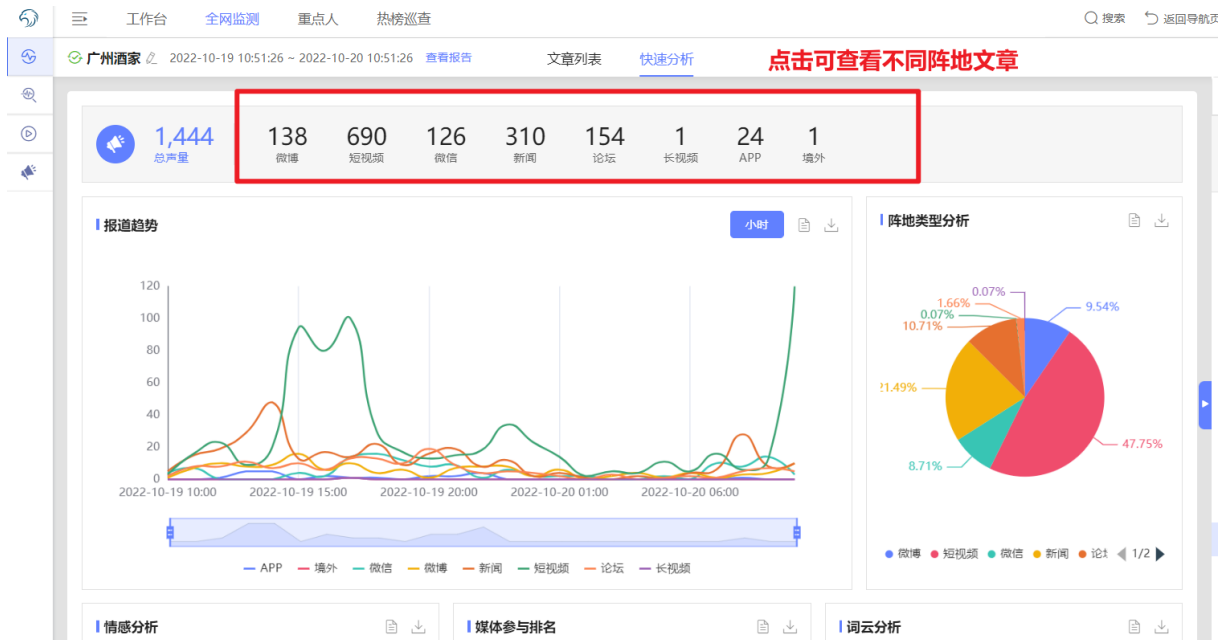 工作台 全网监测 重点人 热榜巡查 搜索 返回导航页
广州酒家 2022-10-19 10:51:26 ~ 2022-10-20 10:51:26 查看报告 文章列表 快速分析 点击可查看不同阵地文章
1,444 138 690 126 310 154 1 24 1
总声量 微博 短视频 微信 新闻 论坛 长视频 APP 境外
报道趋势 小时
阵地类型分析
120
100
80
60
40
20
0
2022-10-19 10:00 2022-10-19 15:00 2022-10-19 20:00 2022-10-20 01:00 2022-10-20 06:00
APP 境外 微信 微博 新闻 短视频 论坛 长视频
0.07%
1.66%
0.07%
10.71%
9.54%
21.49%
47.75%
8.71%
微博 短视频 微信 新闻 论 1/2
情感分析 媒体参与排名 词云分析